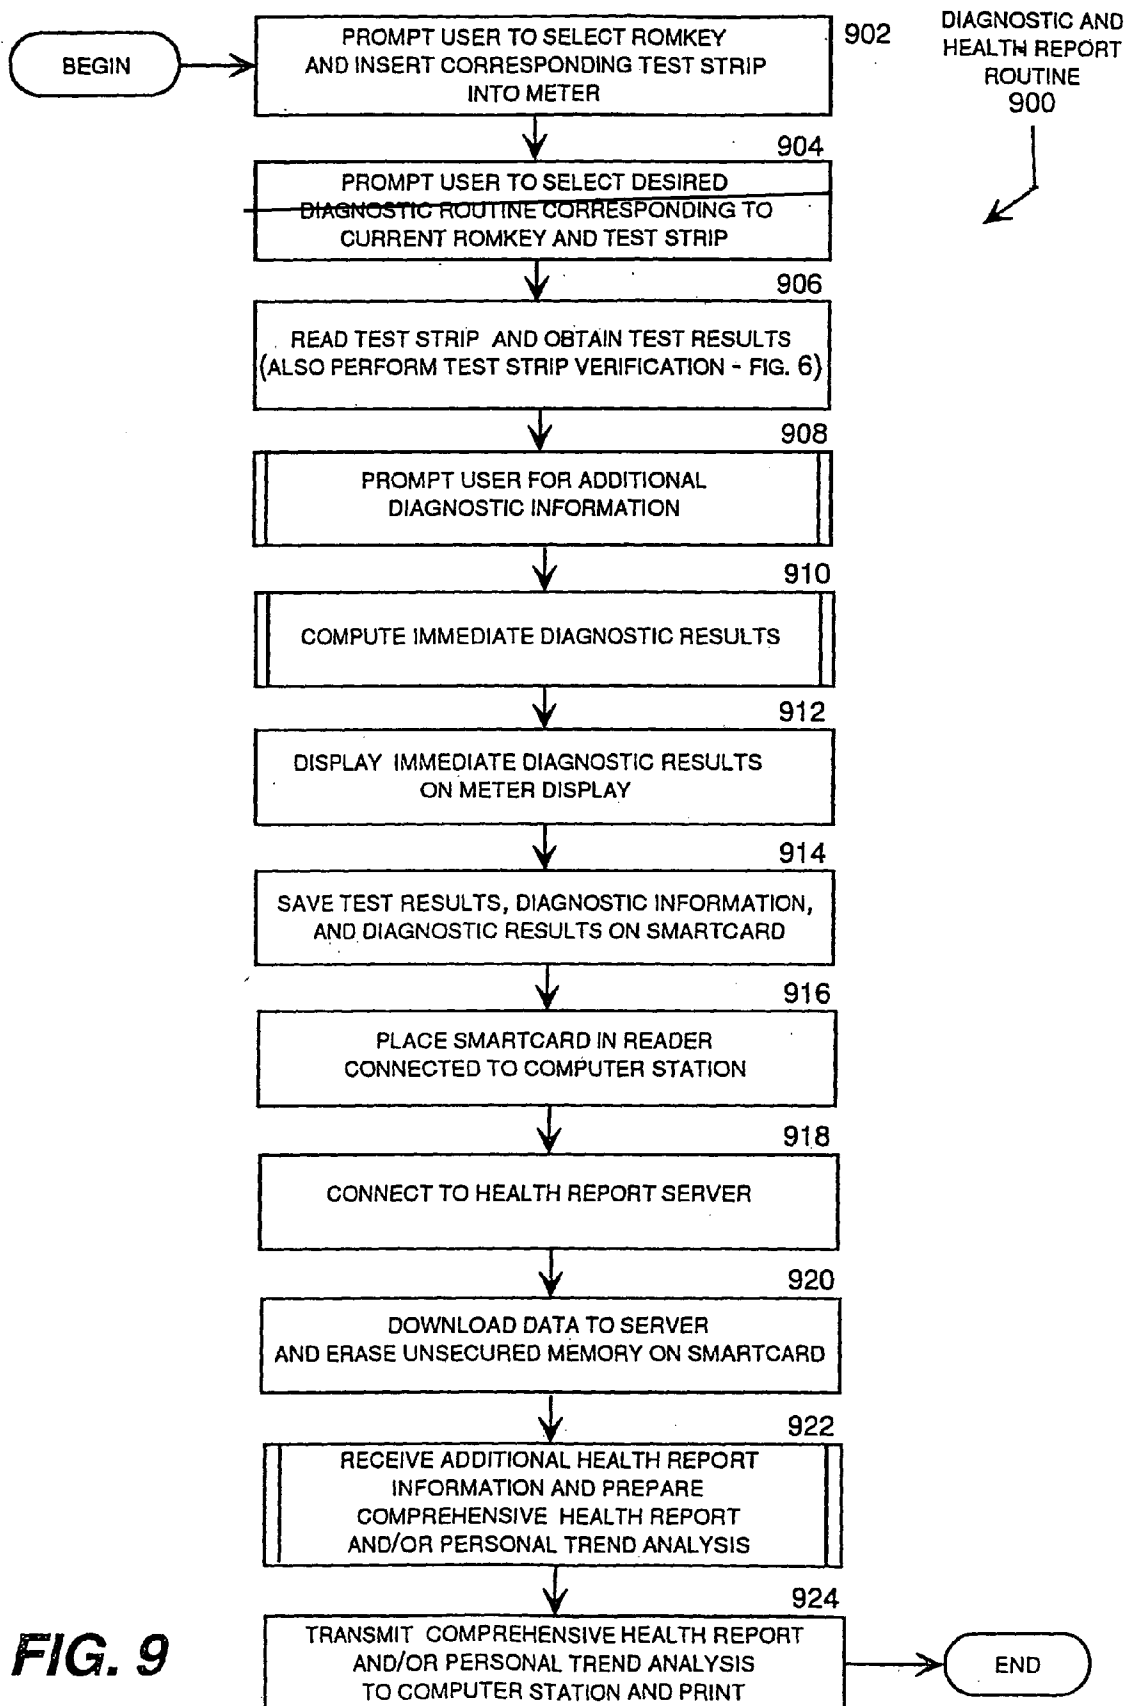 BEGIN
PROMPT USER TO SELECT ROMKEY
AND INSERT CORRESPONDING TEST STRIP
INTO METER
902
DIAGNOSTIC AND
HEALTH REPORT
ROUTINE
900
904
PROMPT USER TO SELECT DESIRED
DIAGNOSTIC ROUTINE CORRESPONDING TO
CURRENT ROMKEY AND TEST STRIP
906
READ TEST STRIP AND OBTAIN TEST RESULTS
(ALSO PERFORM TEST STRIP VERIFICATION - FIG. 6)
908
PROMPT USER FOR ADDITIONAL
DIAGNOSTIC INFORMATION
910
COMPUTE IMMEDIATE DIAGNOSTIC RESULTS
912
DISPLAY IMMEDIATE DIAGNOSTIC RESULTS
ON METER DISPLAY
914
SAVE TEST RESULTS, DIAGNOSTIC INFORMATION,
AND DIAGNOSTIC RESULTS ON SMARTCARD
916
PLACE SMARTCARD IN READER
CONNECTED TO COMPUTER STATION
918
CONNECT TO HEALTH REPORT SERVER
920
DOWNLOAD DATA TO SERVER
AND ERASE UNSECURED MEMORY ON SMARTCARD
922
RECEIVE ADDITIONAL HEALTH REPORT
INFORMATION AND PREPARE
COMPREHENSIVE HEALTH REPORT
AND/OR PERSONAL TREND ANALYSIS
924
TRANSMIT COMPREHENSIVE HEALTH REPORT
AND/OR PERSONAL TREND ANALYSIS
TO COMPUTER STATION AND PRINT
END
FIG. 9